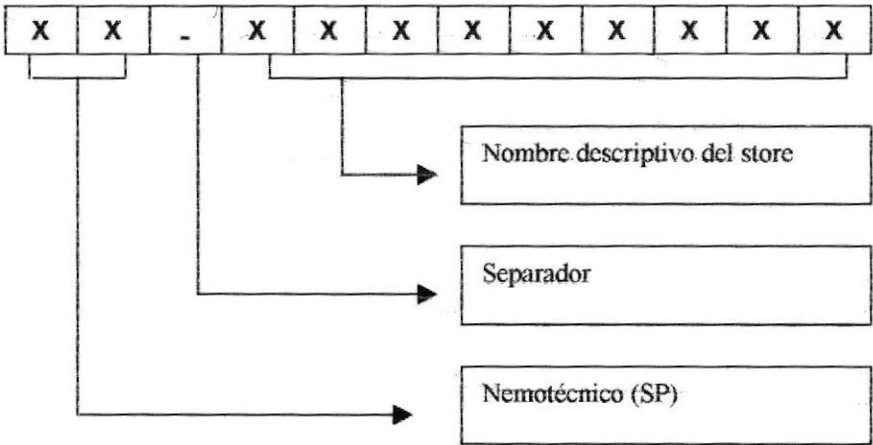 X X - X X X X X X X X X
Nombre descriptivo del store
Separador
Nemotécnico (SP)